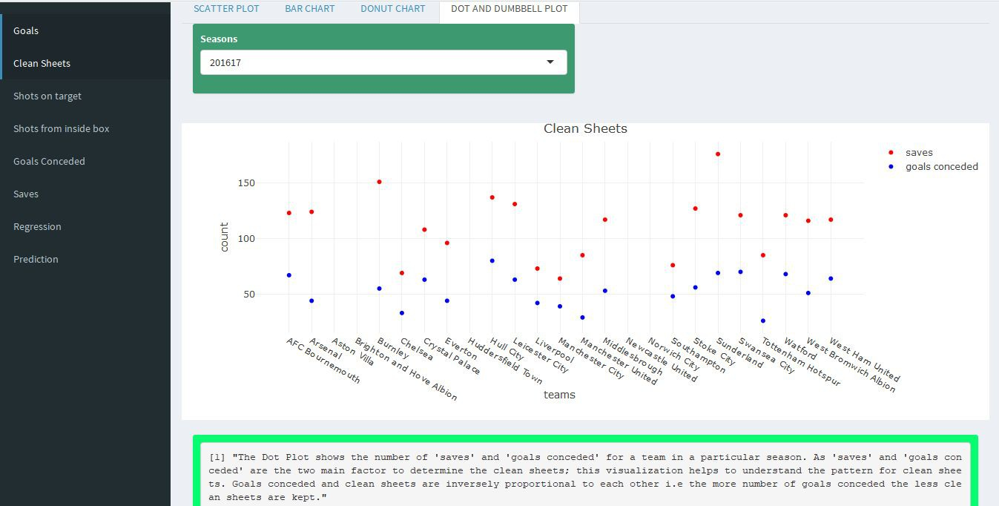 SCATTER PLOT
BAR CHART
DONUT CHART
DOT AND DUMBBELL PLOT
Goals
Clean Sheets
Shots on target
Shots from inside box
Goals Conceded
Saves
Regression
Prediction
Seasons
201617
Clean Sheets
saves
goals conceded
count
150
100
50
AFC Bournemouth
Arsenal
Aston Villa
Brighton and Hove Albion
Burnley
Chelsea
Crystal Palace
Everton
Huddersfield Town
Hull City
Leicester City
Liverpool
Manchester City
Manchester United
Middlesbrough
Newcastle United
Norwich City
Southampton
Stoke City
Sunderland
Swansea City
Tottenham Hotspur
Watford
West Bromwich Albion
West Ham United
teams
[1] "The Dot Plot shows the number of 'saves' and 'goals conceded' for a team in a particular season. As 'saves' and 'goals con
ceded' are the two main factor to determine the clean sheets; this visualization helps to understand the pattern for clean shee
ts. Goals conceded and clean sheets are inversely proportional to each other i.e the more number of goals conceded the less cle
an sheets are kept."